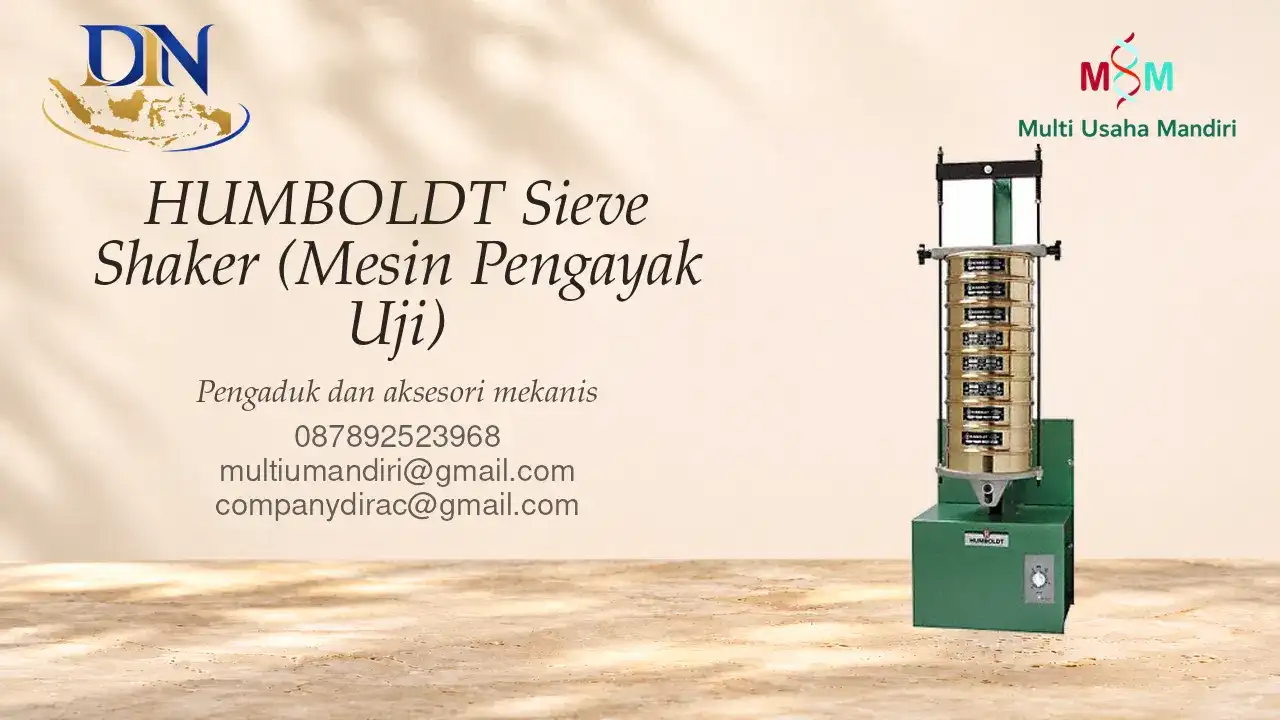 DIN
MSM
Multi Usaha Mandiri
HUMBOLDT Sieve
Shaker (Mesin Pengayak
Uji)
Pengaduk dan aksesori mekanis
087892523968
multiumandiri@gmail.com
companydirac@gmail.com
HUMBOLDT